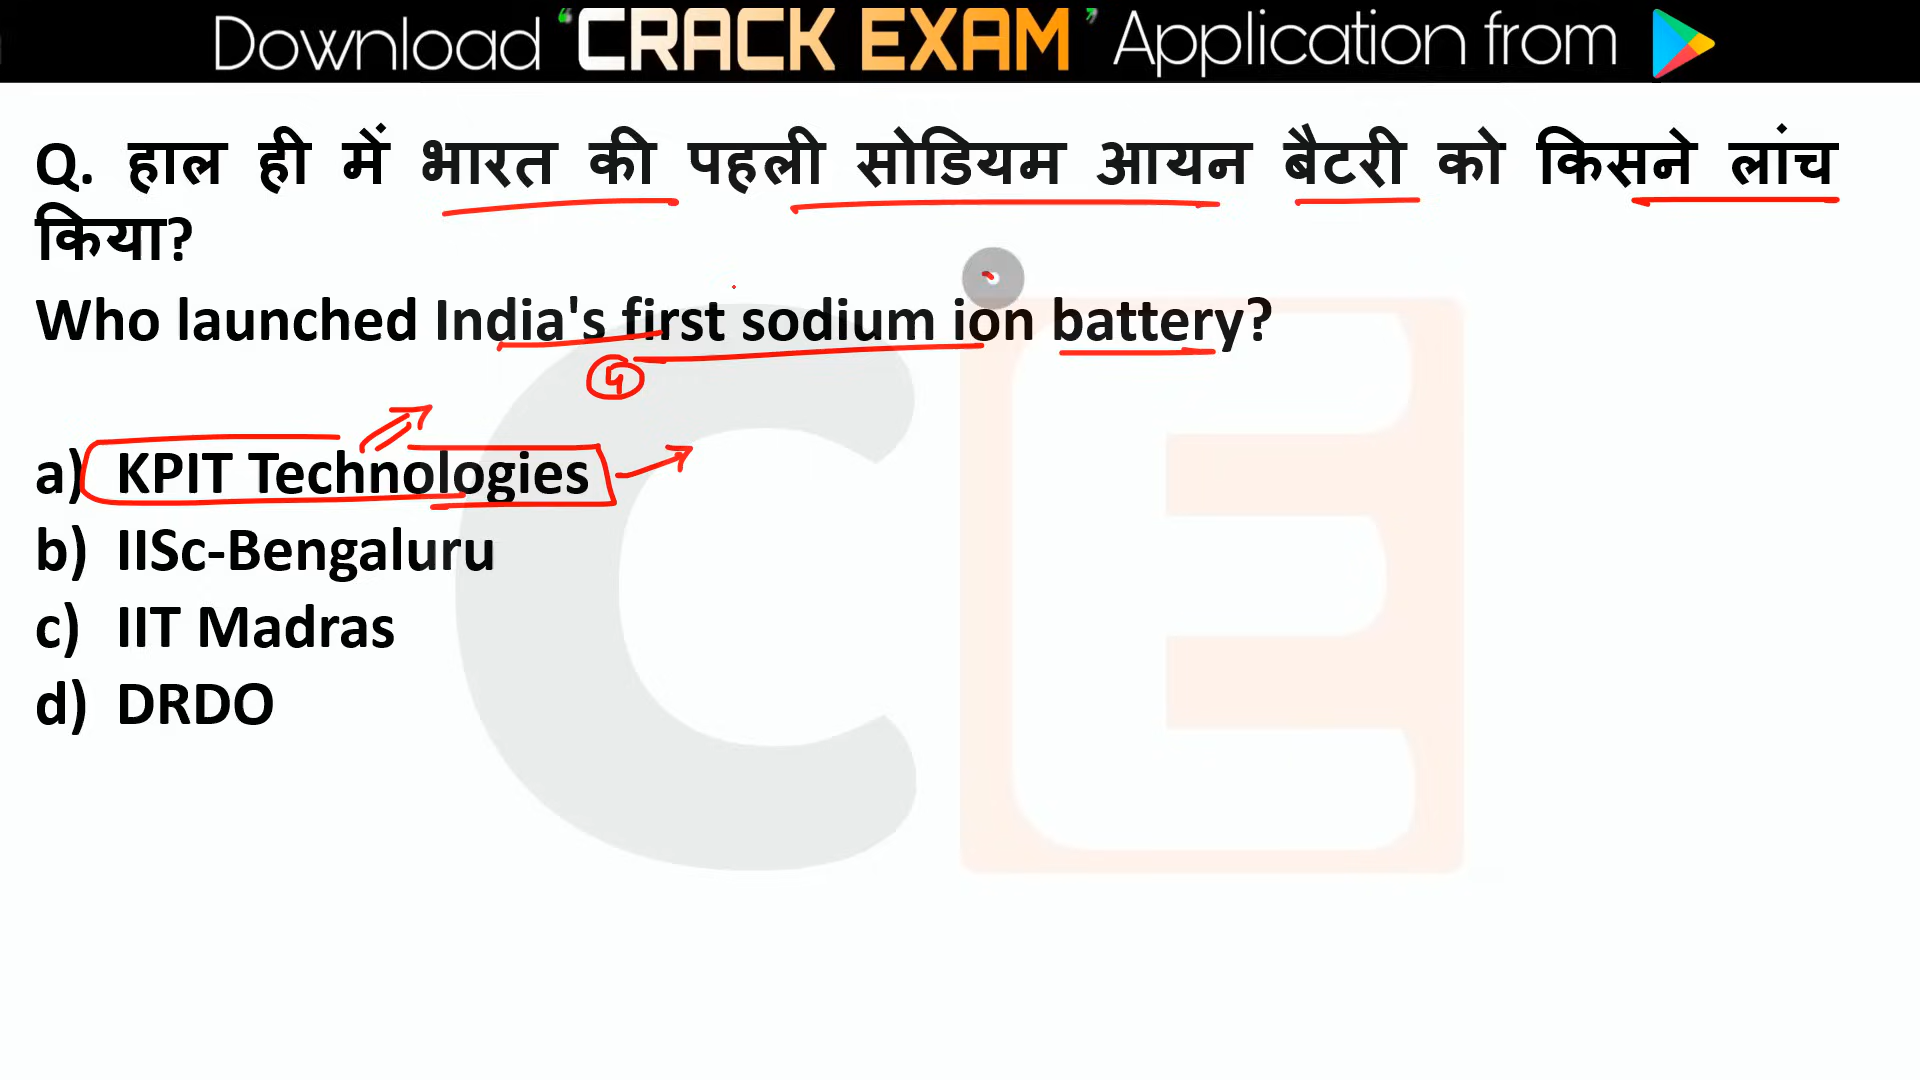 Download 'CRACK EXAM' Application from
Q. हाल ही में भारत की पहली सोडियम आयन बैटरी को किसने लांच
किया?
Who launched India's first sodium ion battery?
a) KPIT Technologies
b) IISc-Bengaluru
c) IIT Madras
d) DRDO
CE